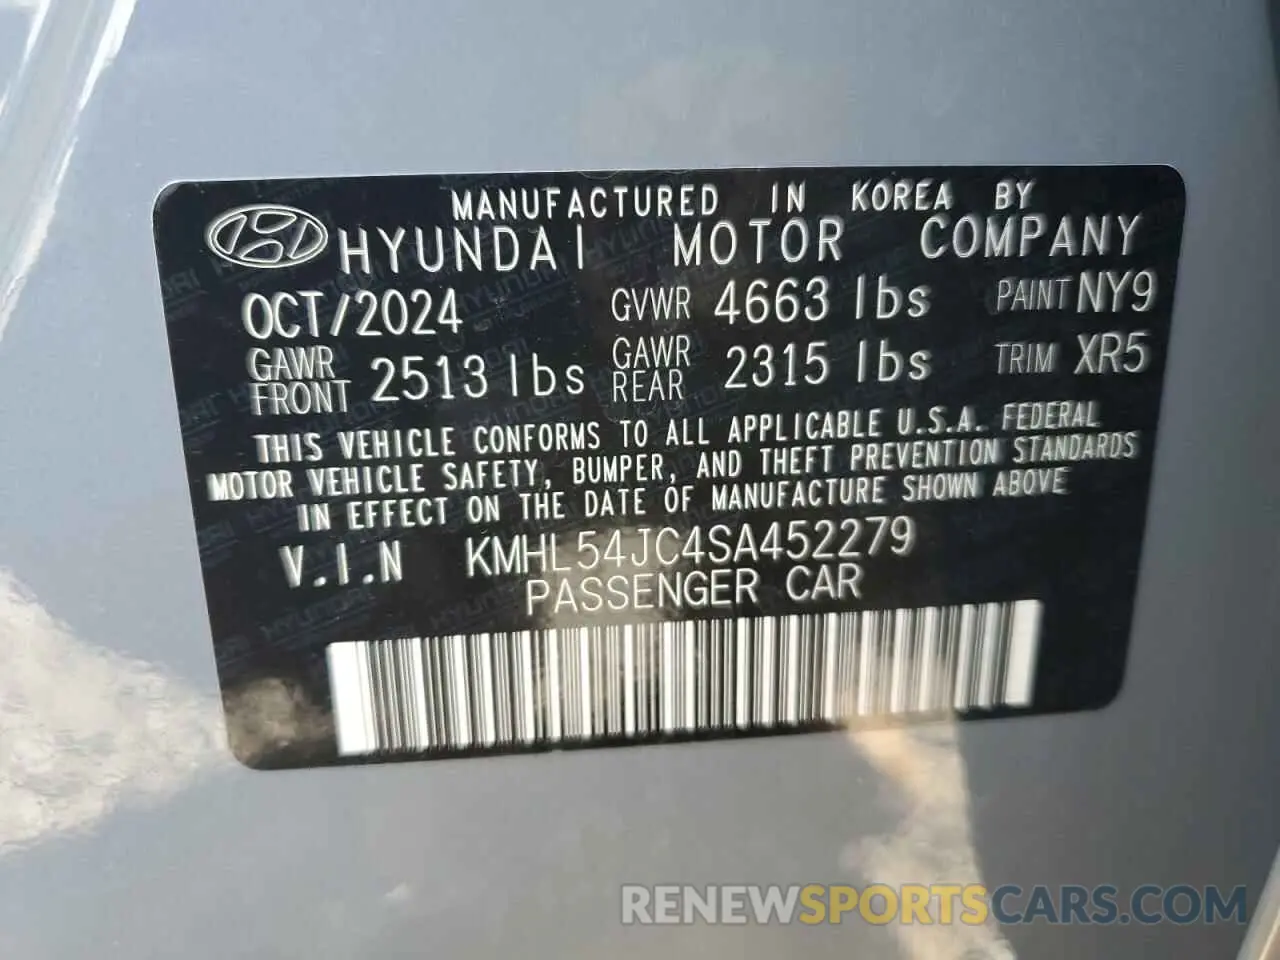 MANUFACTURED IN KOREA BY
HYUNDAI MOTOR COMPANY
OCT/2024 GVWR 4663 lbs PAINT NY9
GAWR FRONT 2513 lbs GAWR REAR 2315 lbs TRIM XR5
THIS VEHICLE CONFORMS TO ALL APPLICABLE U.S.A. FEDERAL
MOTOR VEHICLE SAFETY, BUMPER, AND THEFT PREVENTION STANDARDS
IN EFFECT ON THE DATE OF MANUFACTURE SHOWN ABOVE
V.I.N KMHL54JC4SA452279
PASSENGER CAR
RENEWSPORTSCARS.COM